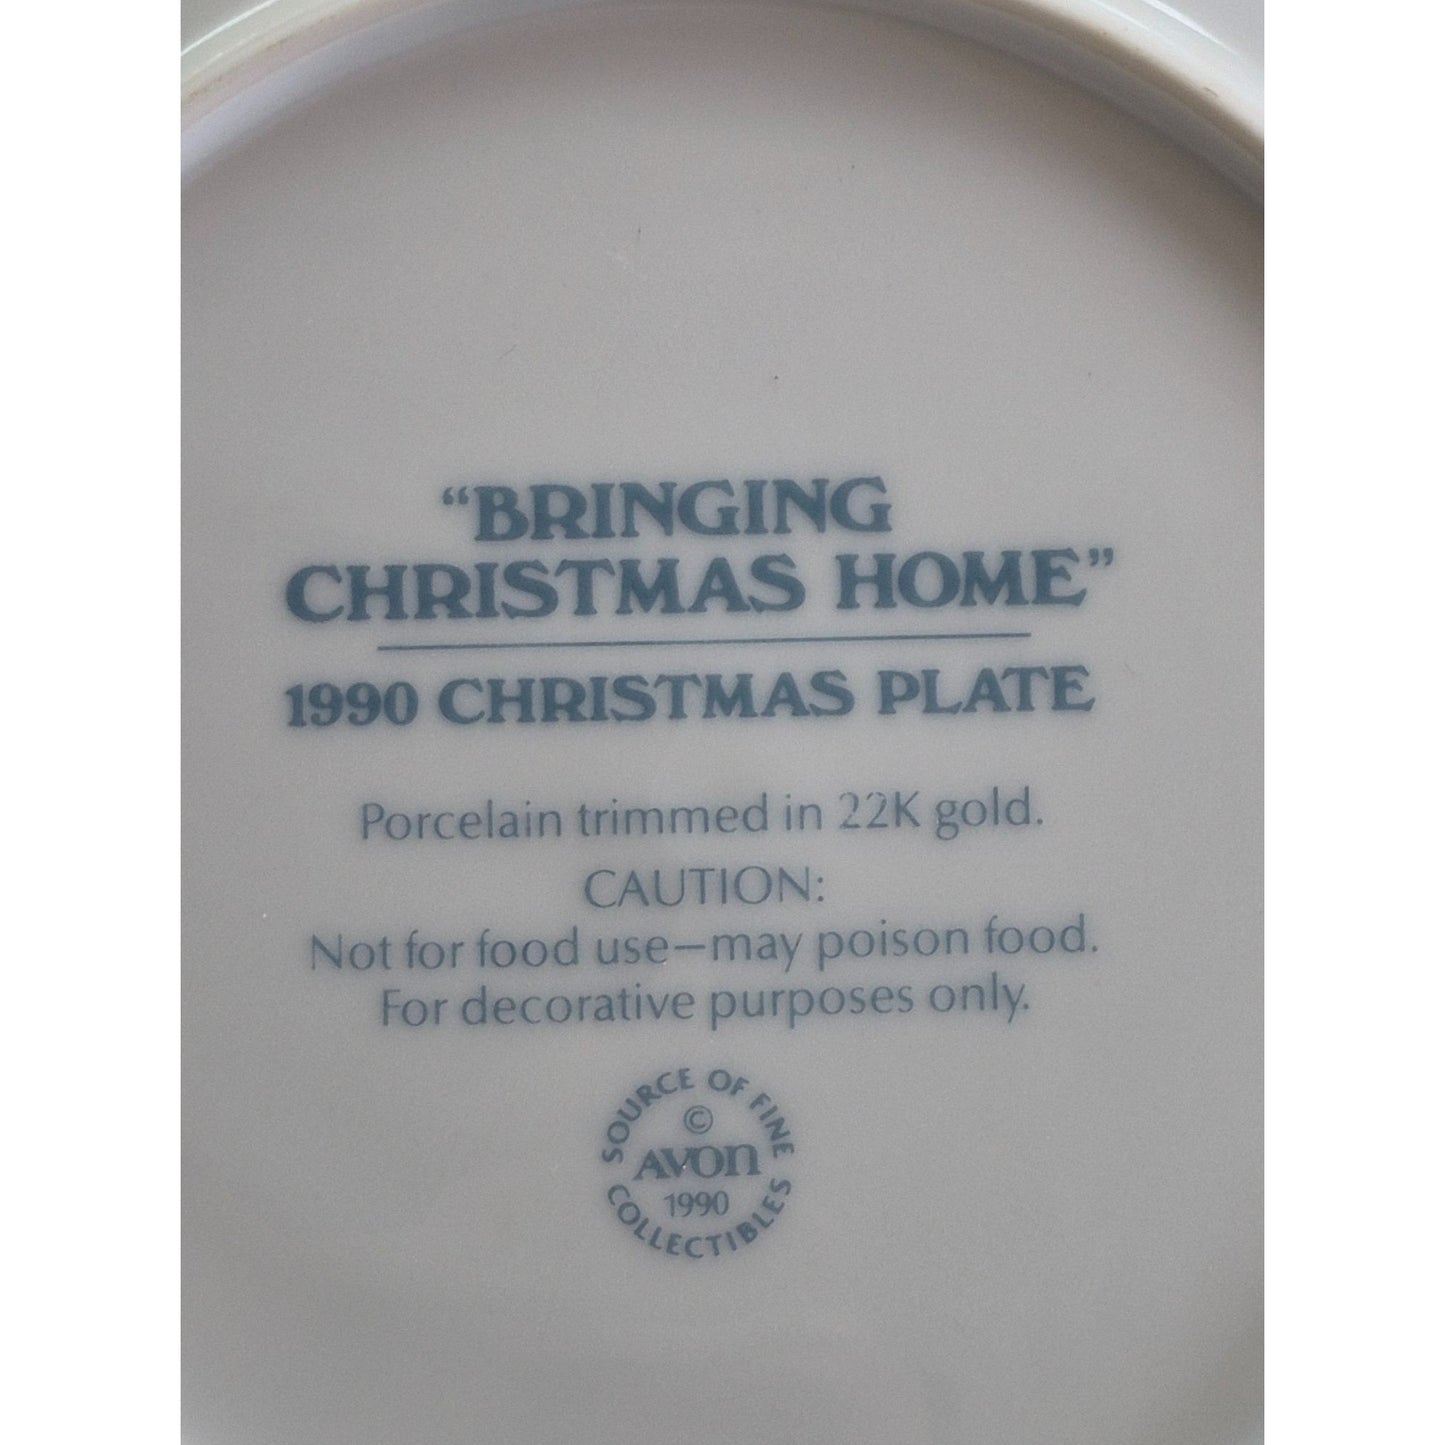 “BRINGING
CHRISTMAS HOME”
1990 CHRISTMAS PLATE
Porcelain trimmed in 22K gold.
CAUTION:
Not for food use—may poison food.
For decorative purposes only.
SOURCE OF FINE
©
AVON
1990
COLLECTIBLES